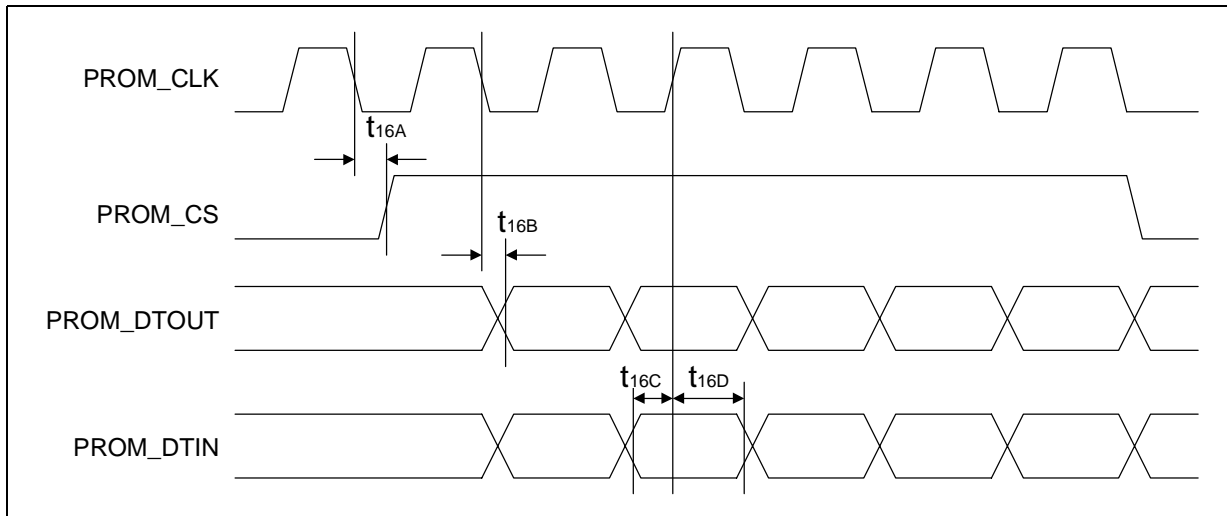 PROM_CLK
t16A
PROM_CS
t16B
PROM_DTOUT
t16C t16D
PROM_DTIN